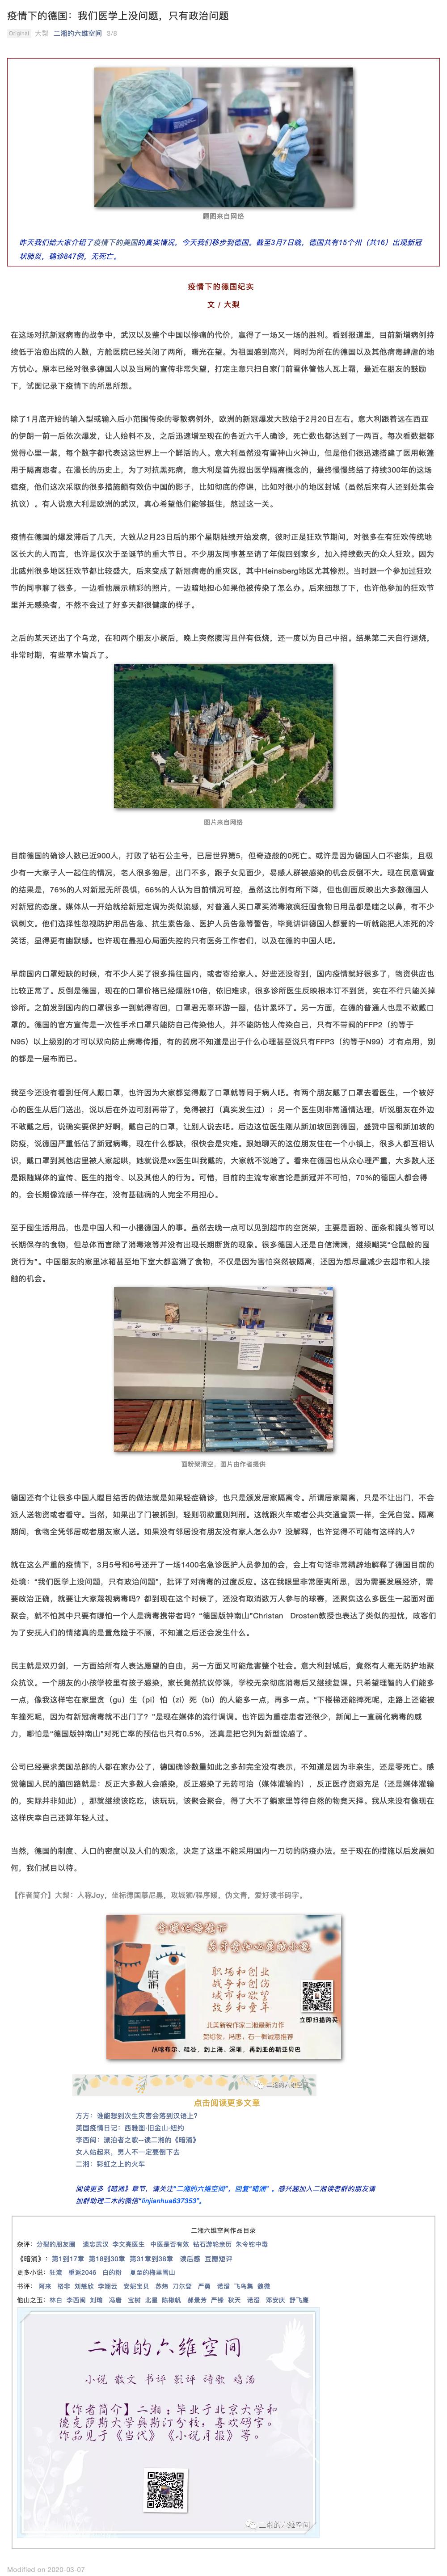 疫情下的德国：我们医学上没问题，只有政治问题
Original 大梨 二湘的六维空间 3/8
题图来自网络
昨天我们给大家介绍了疫情下的美国的真实情况，今天我们移步到德国。截至3月7日晚，德国共有15个州（共16）出现新冠
状肺炎，确诊847例，无死亡。
疫情下的德国纪实
文 / 大梨
在这场对抗新冠病毒的战争中，武汉以及整个中国以惨痛的代价，赢得了一场又一场的胜利。看到报道里，目前新增病例持
续低于治愈出院的人数，方舱医院已经关闭了两所，曙光在望。为祖国感到高兴，同时为所在的德国以及其他病毒肆虐的地
方忧心。原本已经对很多德国人以及当局的宣传非常失望，打定主意只扫自家门前雪休管他人瓦上霜，最近在朋友的鼓励
下，试图记录下疫情下的所思所想。
除了1月底开始的输入型或输入后小范围传染的零散病例外，欧洲的新冠爆发大致始于2月20日左右。意大利跟着远在西亚
的伊朗一前一后依次爆发，让人始料不及，之后迅速增至现在的各近六千人确诊，死亡数也都达到了一两百。每次看数据都
觉得心里一紧，每个数字都代表这这世界上一个鲜活的人。意大利虽然没有雷神山火神山，但是他们很迅速搭建了医用帐篷
用于隔离患者。在漫长的历史上，为了对抗黑死病，意大利是首先提出医学隔离概念的，最终慢慢终结了持续300年的这场
瘟疫，他们这次采取的很多措施颇有效仿中国的影子，比如彻底的停课，比如对很小的地区封城（虽然后来有人还到处集会
抗议）。有人说意大利是欧洲的武汉，真心希望他们能够挺住，熬过这一关。
疫情在德国的爆发滞后了几天，大致从2月23日后的那个星期陆续开始发病，彼时正是狂欢节期间，对很多在有狂欢传统地
区长大的人而言，也许是仅次于圣诞节的重大节日。不少朋友同事甚至请了年假回到家乡，加入持续数天的众人狂欢。因为
北威州很多地区狂欢节都比较盛大，后来变成了新冠病毒的重灾区，其中Heinsberg地区尤其惨烈。当时跟一个参加过狂欢
节的同事聊了很多，一边看他展示精彩的照片，一边暗地担心如果他被传染了怎么办。后来细想了下，也许他参加的狂欢节
里并无感染者，不然不会过了好多天都很健康的样子。
之后的某天还出了个乌龙，在和两个朋友小聚后，晚上突然腹泻且伴有低烧，还一度以为自己中招。结果第二天自行退烧，
非常时期，有些草木皆兵了。
图片来自网络
目前德国的确诊人数已近900人，打败了钻石公主号，已居世界第5，但奇迹般的0死亡。或许是因为德国人口不密集，且极
少有一大家子人一起住的情况，老人很多独居，出门不多，跟子女见面少，易感人群被感染的机会反倒不大。现在民意调查
的结果是，76%的人对新冠无所畏惧，66%的人认为目前情况可控，虽然这比例有所下降，但也侧面反映出大多数德国人
对新冠的态度。媒体从一开始就给新冠定调为类似流感，对普通人买口罩买消毒液疯狂囤食物日用品都是嗤之以鼻，有不少
讽刺文。他们选择性忽视防护用品告急、抗生素告急、医护人员告急等警告，毕竟讲讲德国人都爱的一听就能把人冻死的冷
笑话，显得更有幽默感。也许现在最担心局面失控的只有医务工作者们，以及在德的中国人吧。
早前国内口罩短缺的时候，有不少人买了很多捐往国内，或者寄给家人。好些还没寄到，国内疫情就好很多了，物资供应也
比较正常了。反倒是德国，现在的口罩价格已经爆涨10倍，依旧难求，很多诊所医生反映根本订不到货，实在不行只能关掉
诊所。之前发到国内的口罩很多一到就得寄回，口罩君无辜环游一圈，估计累坏了。另一方面，在德的普通人也是不敢戴口
罩的。德国的官方宣传是一次性手术口罩只能防自己传染他人，并不能防他人传染自己，只有不带阀的FFP2（约等于
N95）以上级别的才可以双向防止病毒传播，有的药房不知道是出于什么心理甚至说只有FFP3（约等于N99）才有点用，别
的都是一层布而已。
我至今还没有看到任何人戴口罩，也许因为大家都觉得戴了口罩就等同于病人吧。有两个朋友戴了口罩去看医生，一个被好
心的医生从后门送出，说以后在外边可别再带了，免得被打（真实发生过）；另一个医生则非常通情达理，听说朋友在外边
不敢戴之后，说确实要保护好啊，戴自己的口罩，让别人说去吧。后边这位医生刚从新加坡回到德国，盛赞中国和新加坡的
防疫，说德国严重低估了新冠病毒，现在什么都缺，很快会是灾难。跟她聊天的这位朋友住在一个小镇上，很多人都互相认
识，戴口罩到其他店里被人家起哄，她就说是xx医生叫我戴的，大家就不说啥了。看来在德国也从众心理严重，大多数人还
是跟随媒体的宣传、医生的指令、以及其他人的行为。可惜，目前的主流专家言论是新冠并不可怕，70%的德国人都会得
的，会长期像流感一样存在，没有基础病的人完全不用担心。
至于囤生活用品，也是中国人和一小撮德国人的事。虽然去晚一点可以见到超市的空货架，主要是面粉、面条和罐头等可以
长期保存的食物，但总体而言除了消毒液等并没有出现长期断货的现象。很多德国人还是自信满满，继续嘲笑“仓鼠般的囤
货行为”。中国朋友的家里冰箱甚至地下室大都塞满了食物，不仅是因为害怕突然被隔离，还因为想尽量减少去超市和人接
触的机会。
面粉架清空，图片由作者提供
德国还有个让很多中国人瞠目结舌的做法就是如果轻症确诊，也只是颁发居家隔离令。所谓居家隔离，只是不让出门，不会
派人送物资或者看守。当然，如果出了门被抓到，轻则罚款重则判刑。这就跟火车或者公共交通查票一样，全凭自觉。隔离
期间，食物全凭邻居或者朋友家人送。如果没有邻居没有朋友没有家人怎么办？没解释，也许觉得不可能有这样的人？
就在这么严重的疫情下，3月5号和6号还开了一场1400名急诊医护人员参加的会，会上有句话非常精辟地解释了德国目前的
处境：“我们医学上没问题，只有政治问题”，批评了对病毒的过度反应。这在我眼里非常匪夷所思，因为需要发展经济，需
要政治正确，就要让大家蔑视病毒吗？都到现在这个时候了，还没有取消数万人参与的球赛，还聚集这么多医生一起面对面
聚会，就不怕其中只要有哪怕一个人是病毒携带者吗？“德国版钟南山”Christan Drosten教授也表达了类似的担忧，政客们
为了安抚人们的情绪真的是置危险于不顾，不知道之后还会发生什么。
民主就是双刃剑，一方面给所有人表达愿望的自由，另一方面又可能危害整个社会。意大利封城后，竟然有人毫无防护地聚
众抗议。一个朋友的小孩学校里有孩子感染，家长竟然抗议停课，学校无奈彻底消毒后又继续复课。只希望理智的人们能多
一点，像我这样宅在家里贪（gu）生（pi）怕（zi）死（bi）的人能多一点，再多一点。“下楼梯还能摔死呢，走路上还能被
车撞死呢，因为有新冠病毒就不出门了？”是现在媒体的流行调调。也许因为重症患者还很少，新闻上一直弱化病毒的威
力，哪怕是“德国版钟南山”对死亡率的预估也只有0.5%，还真是把它列为新型流感了。
公司已经要求美国总部的人都在家办公了，德国确诊数量如此之多却完全没有表示，不知道是因为非亲生，还是零死亡。感
觉德国人民的脑回路就是：反正大多数人会感染，反正感染了无药可治（媒体灌输的），反正医疗资源充足（还是媒体灌输
的，实际并非如此），那就继续该吃吃，该玩玩，该聚会聚会，得了大不了躺家里等待自然的物竞天择。我从来没有像现在
这样庆幸自己还算年轻人过。
当然，德国的制度、人口的密度以及人们的观念，决定了这里不能采用国内一刀切的防疫办法。至于现在的措施以后发展如
何，我们拭目以待。
【作者简介】大梨：人称Joy，坐标德国慕尼黑，攻城狮/程序媛，伪文青，爱好读书码字。
暗涌
职场和创业
战争和创伤
城市和欲望
故乡和童年
立即扫描购买
北美新锐作家二湘最新力作
从喀布尔、硅谷，到上海、深圳，再到亚的斯亚贝巴
二湘的六维空间
点击阅读更多文章
方方：谁能想到次生灾害会落到汉语上？
美国疫情日记：西雅图·旧金山·纽约
李西闽：漂泊者之歌--读二湘的《暗涌》
女人站起来，男人不一定要倒下去
二湘：彩虹之上的火车
阅读更多《暗涌》章节，请关注“二湘的六维空间”，回复“暗涌” 。感兴趣加入二湘读者群的朋友请
加群助理二木的微信“linjianhua637353”。
二湘六维空间作品目录
杂评：分裂的朋友圈 遗忘武汉 李文亮医生 中医是否有效 钻石游轮亲历 朱令铊中毒
《暗涌》：第1到17章 第18到30章 第31章到38章 读后感 豆瓣短评
更多小说：狂流 重返2046 白的粉 夏至的梅里雪山
书评：阿来 格非 刘慈欣 李翊云 安妮宝贝 苏炜 刀尔登 严勇 诺澄 飞鸟集 魏微
他山之玉：林白 李西闽 刘瑜 冯唐 宝树 北星 陈楸帆 郝景芳 严锋 秋天 诺澄 邓安庆 舒飞廉
二湘的六维空间
小说 散文 书评 影评 诗歌 鸡汤
【作者简介】二湘：毕业于北京大学和
德克萨斯大学奥斯汀分校，喜欢码字。
作品见于《当代》《小说月报》等。
二湘的六维空间
Modified on 2020-03-07